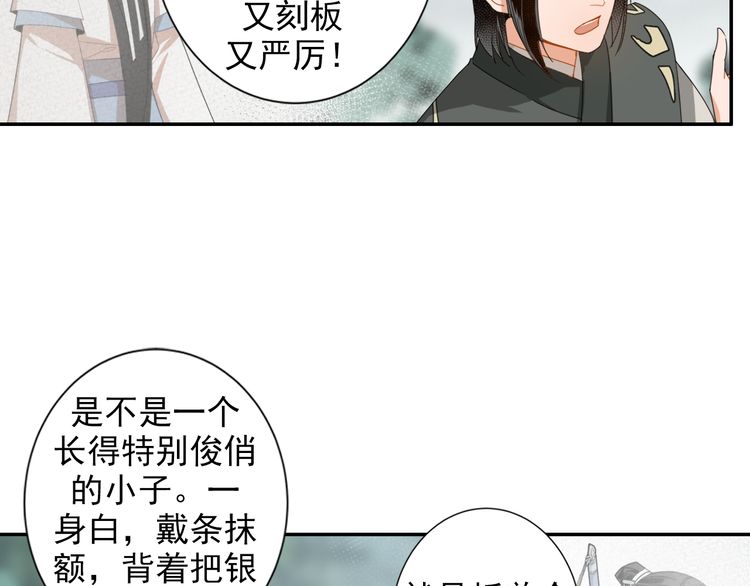 又刻板
又严厉！
是不是一个
长得特别俊俏
的小子。一
身白，戴条抹
额，背着把银